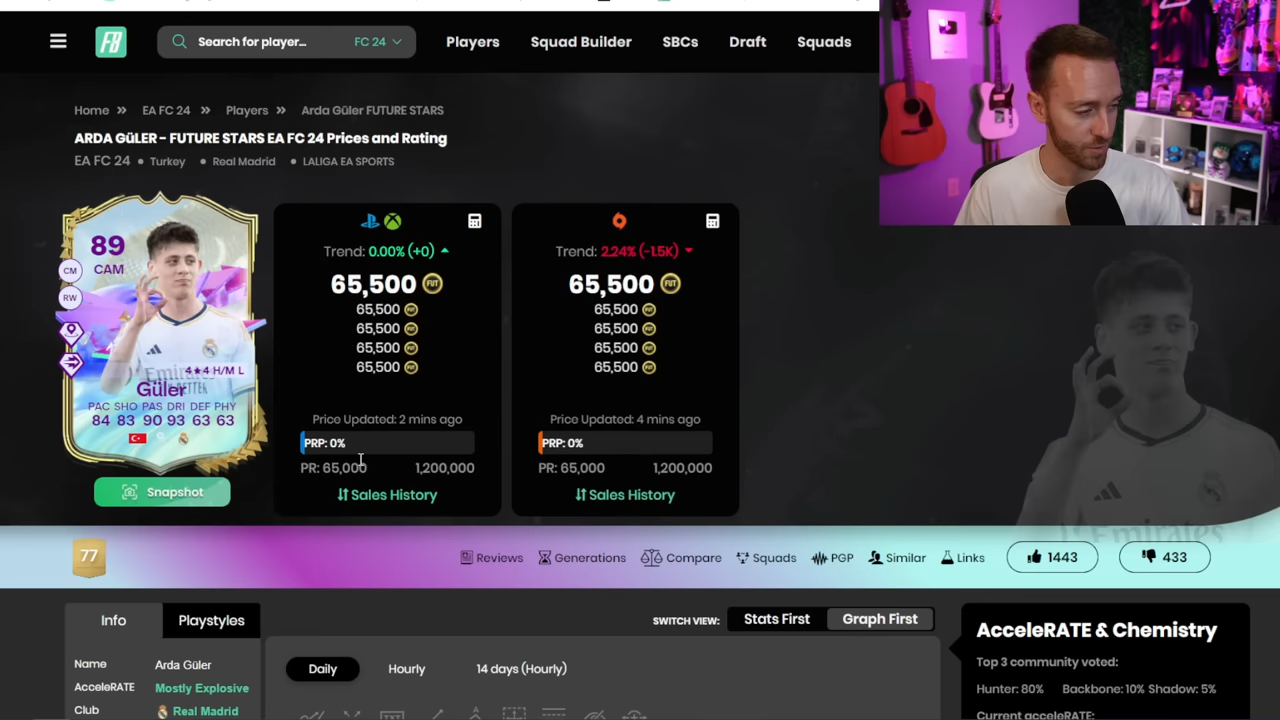 FB
Search for player...
FC 24
Players
Squad Builder
SBCs
Draft
Squads
Home » EA FC 24 » Players » Arda Güler FUTURE STARS
ARDA GüLER - FUTURE STARS EA FC 24 Prices and Rating
EA FC 24 • Turkey • Real Madrid • LALIGA EA SPORTS
89
CAM
CM
RW
4★4 H/M L
Güler
PAC SHO PAS DRI DEF PHY
84 83 90 93 63 63
Snapshot
Trend: 0.00% (+0)
65,500 FUT
65,500
65,500
65,500
65,500
Price Updated: 2 mins ago
PRP: 0%
PR: 65,000 1,200,000
Sales History
Trend: 2.24% (-1.5K)
65,500 FUT
65,500
65,500
65,500
65,500
Price Updated: 4 mins ago
PRP: 0%
PR: 65,000 1,200,000
Sales History
77
Reviews
Generations
Compare
Squads
PGP
Similar
Links
1443
433
Info
Playstyles
Name Arda Güler
AcceleRATE Mostly Explosive
Club Real Madrid
SWITCH VIEW:
Stats First
Graph First
Daily
Hourly
14 days (Hourly)
TXT
AcceleRATE & Chemistry
Top 3 community voted:
Hunter: 80% Backbone: 10% Shadow: 5%
Current acceleRATE: